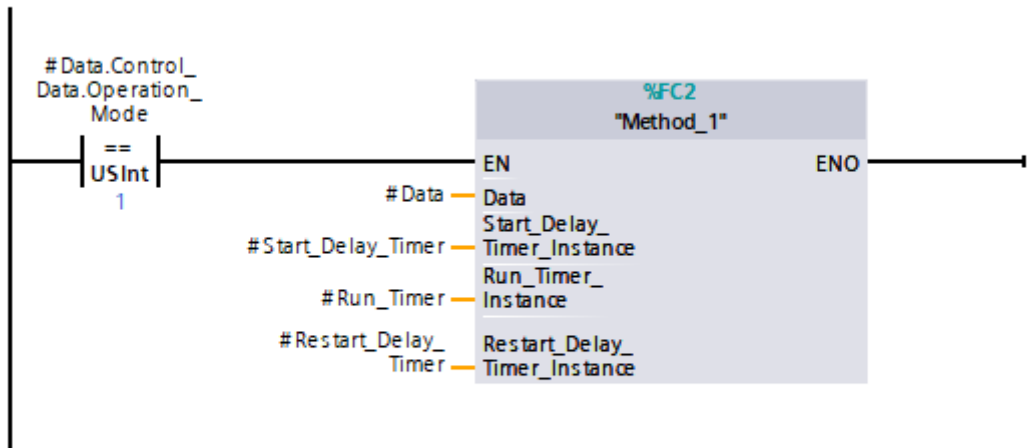 #Data.Control_
Data.Operation_
Mode
==
USInt
1
%FC2
"Method_1"
EN
ENO
#Data
Data
#Start_Delay_Timer
Start_Delay_
Timer_Instance
#Run_Timer
Run_Timer_
Instance
#Restart_Delay_
Timer
Restart_Delay_
Timer_Instance